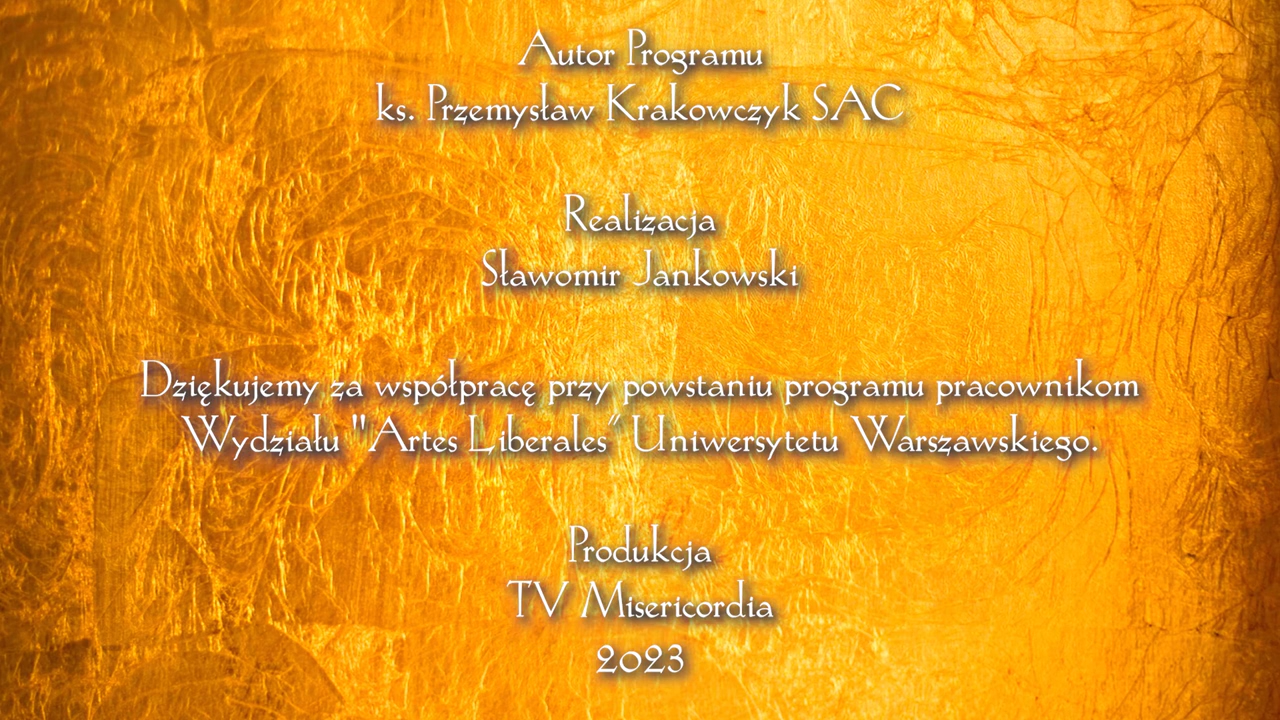 Autor Programu
ks. Przemysław Krakowczyk SAC
Realizacja
Sławomir Jankowski
Dziękujemy za współpracę przy powstaniu programu pracownikom
Wydziału "Artes Liberales” Uniwersytetu Warszawskiego.
Produkcja
TV Misericordia
2023